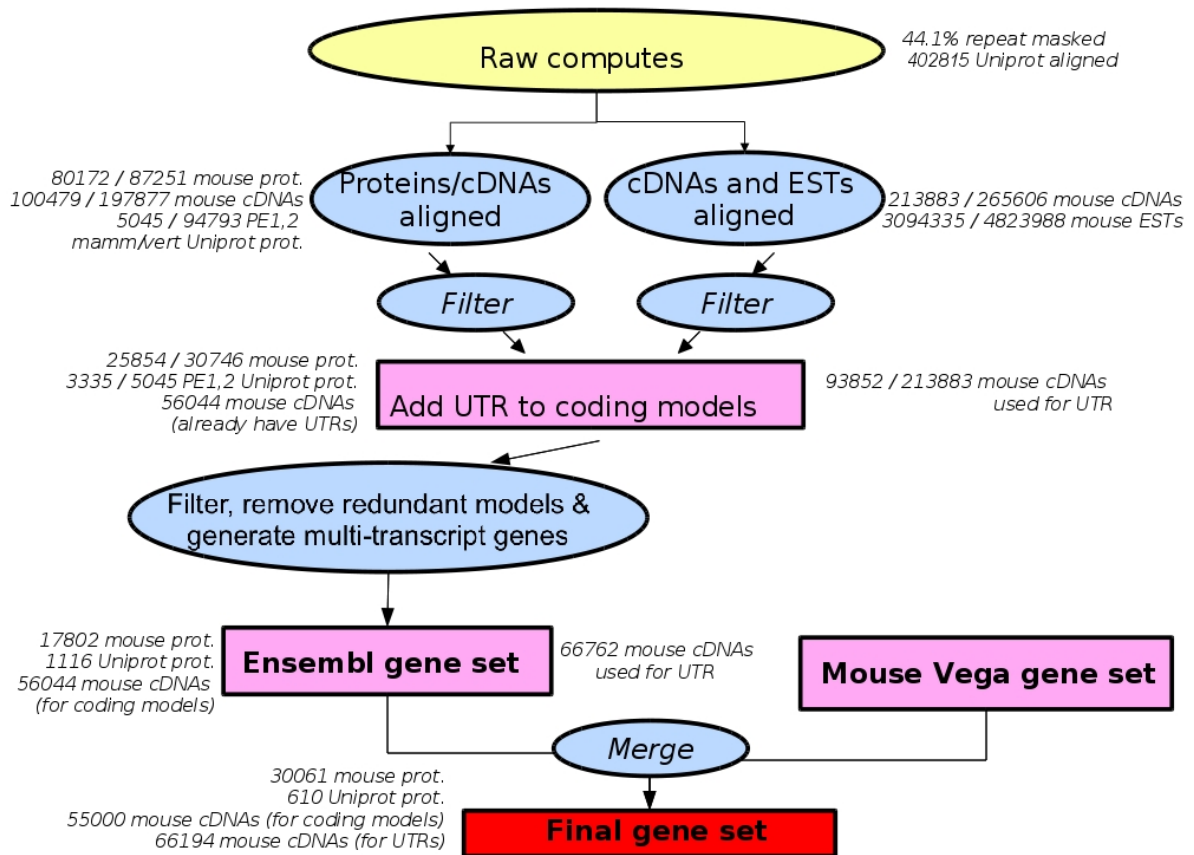 Raw computes
44.1% repeat masked
402815 Uniprot aligned
80172 / 87251 mouse prot.
100479 / 197877 mouse cDNAs
5045 / 94793 PE1,2
mamm/vert Uniprot prot.
Proteins/cDNAs
aligned
cDNAs and ESTs
aligned
213883 / 265606 mouse cDNAs
3094335 / 4823988 mouse ESTs
Filter
Filter
25854 / 30746 mouse prot.
3335 / 5045 PE1,2 Uniprot prot.
56044 mouse cDNAs
(already have UTRs)
Add UTR to coding models
93852 / 213883 mouse cDNAs
used for UTR
Filter, remove redundant models &
generate multi-transcript genes
17802 mouse prot.
1116 Uniprot prot.
56044 mouse cDNAs
(for coding models)
Ensembl gene set
66762 mouse cDNAs
used for UTR
Mouse Vega gene set
Merge
30061 mouse prot.
610 Uniprot prot.
55000 mouse cDNAs (for coding models)
66194 mouse cDNAs (for UTRs)
Final gene set